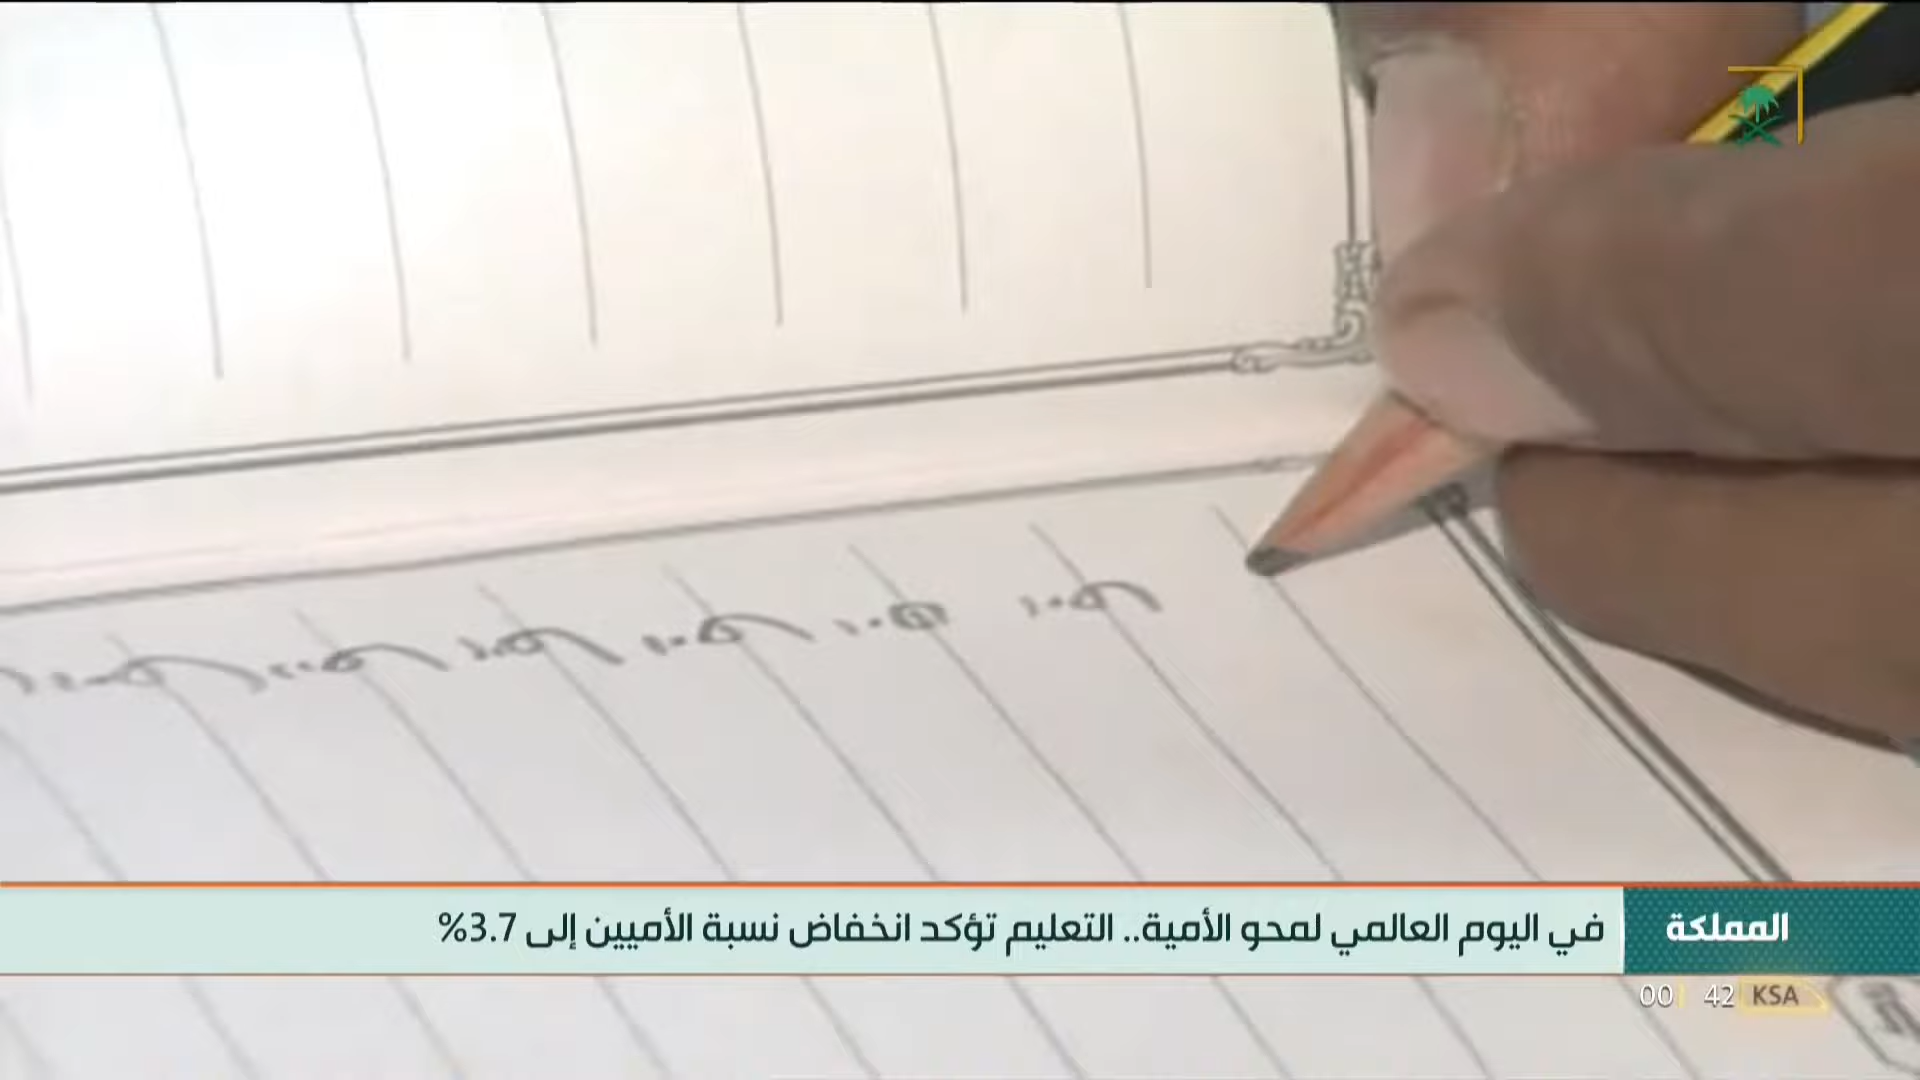 المملكة
في اليوم العالمي لمحو الأمية.. التعليم تؤكد انخفاض نسبة الأميين إلى 3.7%
00 42 KSA